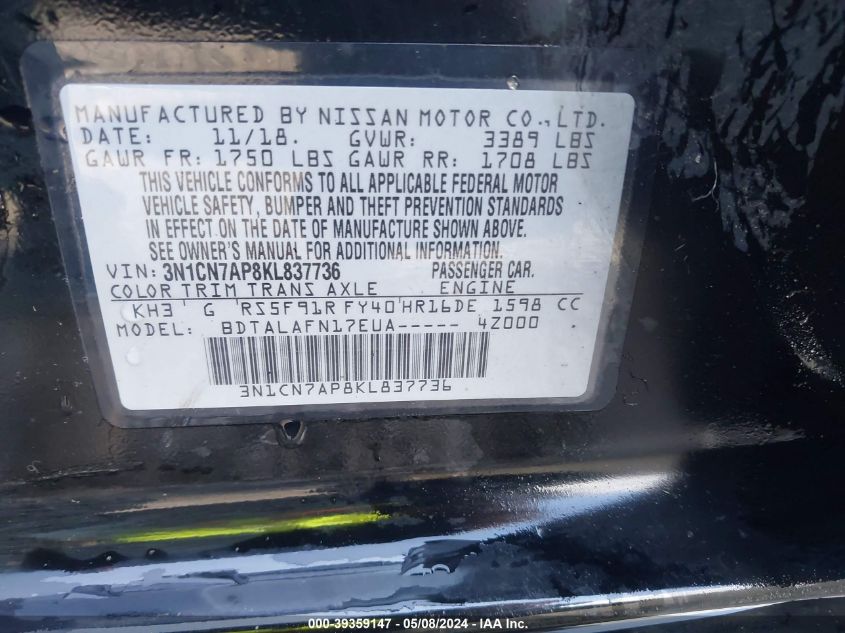 MANUFACTURED BY NISSAN MOTOR CO.,LTD.
DATE: 11/18. GVWR: 3389 LBS
GAWR FR: 1750 LBS GAWR RR: 1708 LBS
THIS VEHICLE CONFORMS TO ALL APPLICABLE FEDERAL MOTOR
VEHICLE SAFETY, BUMPER AND THEFT PREVENTION STANDARDS
IN EFFECT ON THE DATE OF MANUFACTURE SHOWN ABOVE.
SEE OWNER'S MANUAL FOR ADDITIONAL INFORMATION.
VIN: 3N1CN7AP8KL837736 PASSENGER CAR.
COLOR TRIM TRANS AXLE ENGINE
KH3 G RS5F91R FY40 HR16DE 1598 CC
MODEL: BDTALAFN17EUA----- 4Z000
3N1CN7AP8KL837736
000-39359147 - 05/08/2024 - IAA Inc.